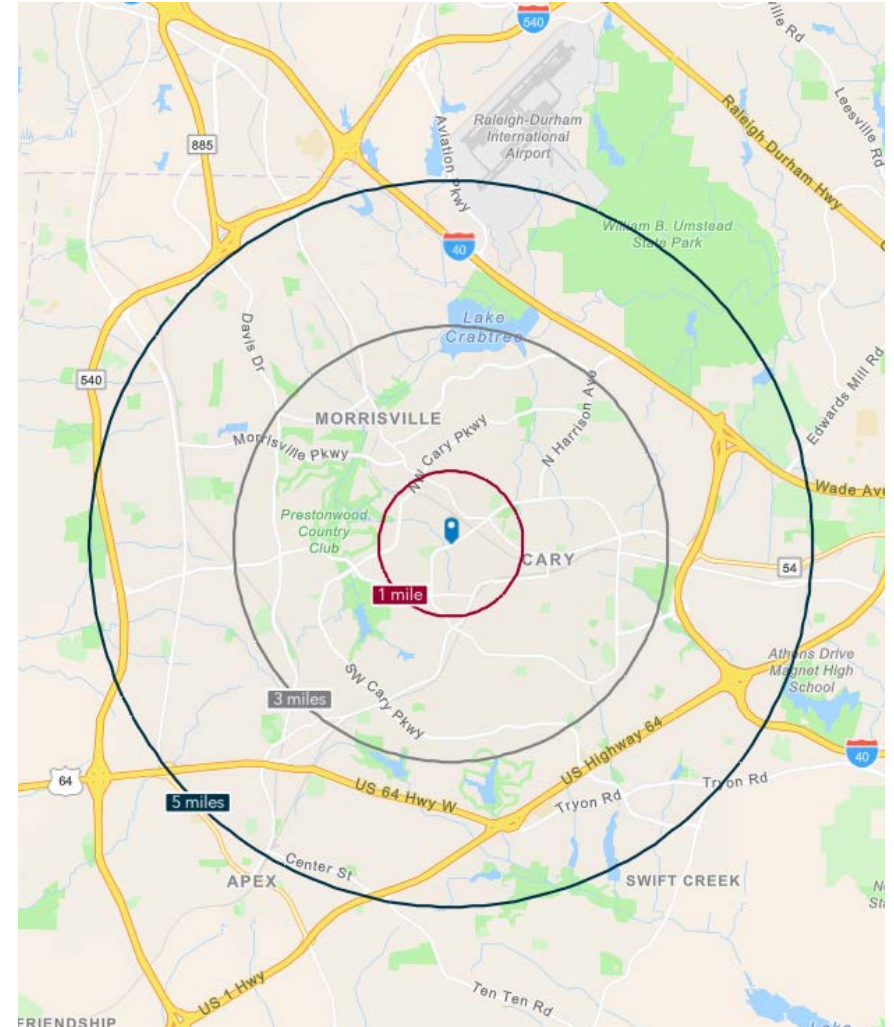 540
Raleigh-Durham
International
Airport
Aviation Pkwy
Leesville Rd
Raleigh Durham Hwy
885
William B. Umstead
State Park
40
Lake
Crabtree
Davis Dr
540
Edwards Mill Rd
MORRISVILLE
N Harrison Ave
NW Cary Pkwy
Morrisville Pkwy
Wade Ave
Prestonwood
Country
Club
CARY
54
1 mile
Athens Drive
Magnet High
School
3 miles
SW Cary Pkwy
US Highway 64
40
64
US 64 Hwy W
Tryon Rd
Tryon Rd
5 miles
Center St
APEX
SWIFT CREEK
US 1 Hwy
Ten Ten Rd
FRIENDSHIP